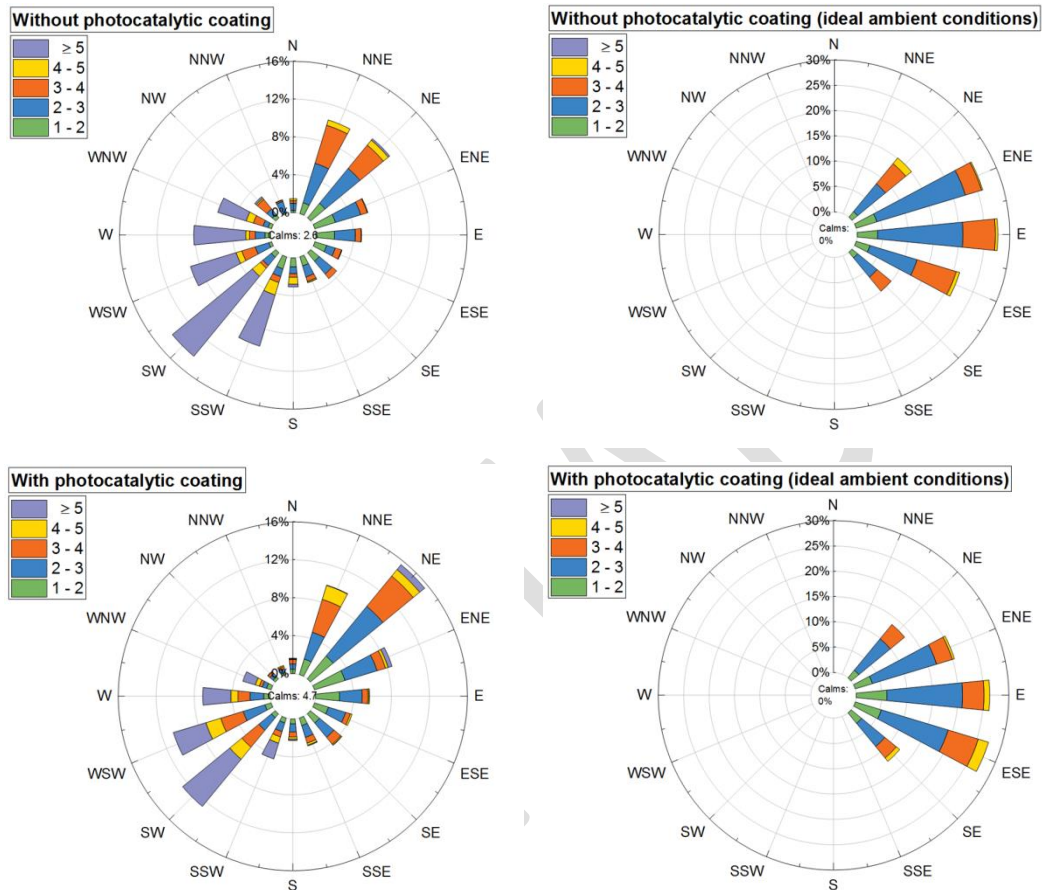 Without photocatalytic coating
≥ 5
4 - 5
3 - 4
2 - 3
1 - 2
N
NNE
NE
ENE
E
ESE
SE
SSE
S
SSW
SW
WSW
W
WNW
NW
NNW
16%
12%
8%
4%
0%
Calms: 2.6
Without photocatalytic coating (ideal ambient conditions)
≥ 5
4 - 5
3 - 4
2 - 3
1 - 2
N
NNE
NE
ENE
E
ESE
SE
SSE
S
SSW
SW
WSW
W
WNW
NW
NNW
30%
25%
20%
15%
10%
5%
0%
Calms:
0%
With photocatalytic coating
≥ 5
4 - 5
3 - 4
2 - 3
1 - 2
N
NNE
NE
ENE
E
ESE
SE
SSE
S
SSW
SW
WSW
W
WNW
NW
NNW
16%
12%
8%
4%
0%
Calms: 4.7
With photocatalytic coating (ideal ambient conditions)
≥ 5
4 - 5
3 - 4
2 - 3
1 - 2
N
NNE
NE
ENE
E
ESE
SE
SSE
S
SSW
SW
WSW
W
WNW
NW
NNW
30%
25%
20%
15%
10%
5%
0%
Calms:
0%